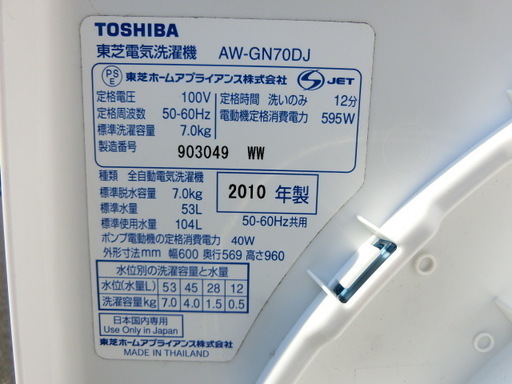 TOSHIBA
東芝電気洗濯機 AW-GN70DJ
PS E 東芝ホームアプライアンス株式会社 S JET
定格電圧 100V 定格時間 洗いのみ 12分
定格周波数 50-60Hz 電動機定格消費電力 595W
標準洗濯容量 7.0kg
製造番号 903049 WW
種類 全自動電気洗濯機
標準脱水容量 7.0kg 2010 年製
標準水量 53L
標準使用水量 104L 50-60Hz共用
ポンプ電動機の定格消費電力 40W
外形寸法mm 幅600 奥行569 高さ960
水位別の洗濯容量と水量
水位(水量L) 53 45 28 12
洗濯容量kg 7.0 4.0 1.5 0.5
日本国内専用
Use Only in Japan
東芝ホームアプライアンス株式会社
MADE IN THAILAND